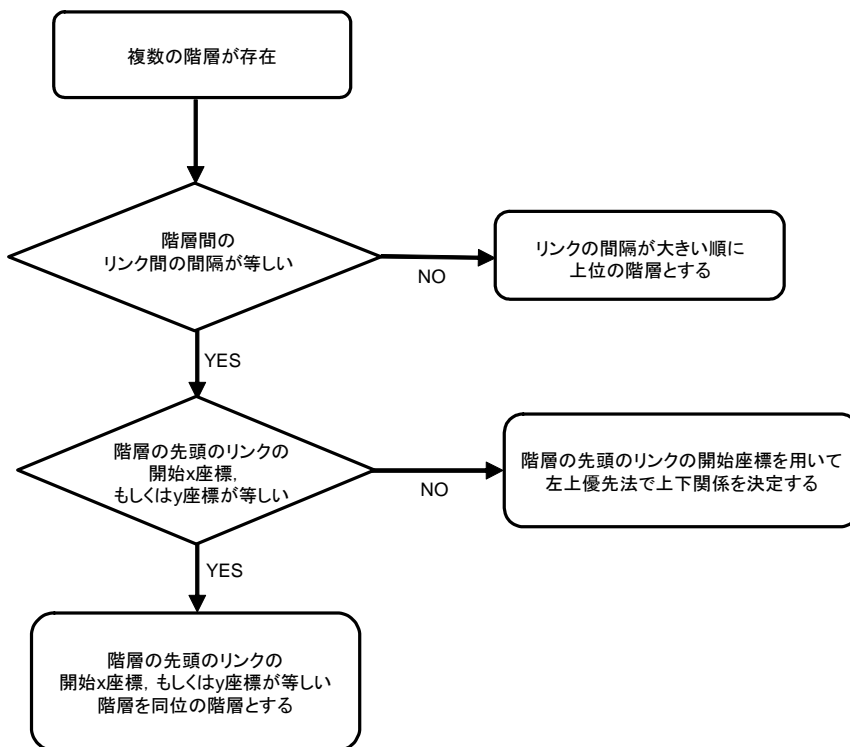 複数の階層が存在
階層間の
リンク間の間隔が等しい
NO
リンクの間隔が大きい順に
上位の階層とする
YES
階層の先頭のリンクの
開始x座標,
もしくはy座標が等しい
NO
階層の先頭のリンクの開始座標を用いて
左上優先法で上下関係を決定する
YES
階層の先頭のリンクの
開始x座標, もしくはy座標が等しい
階層を同位の階層とする